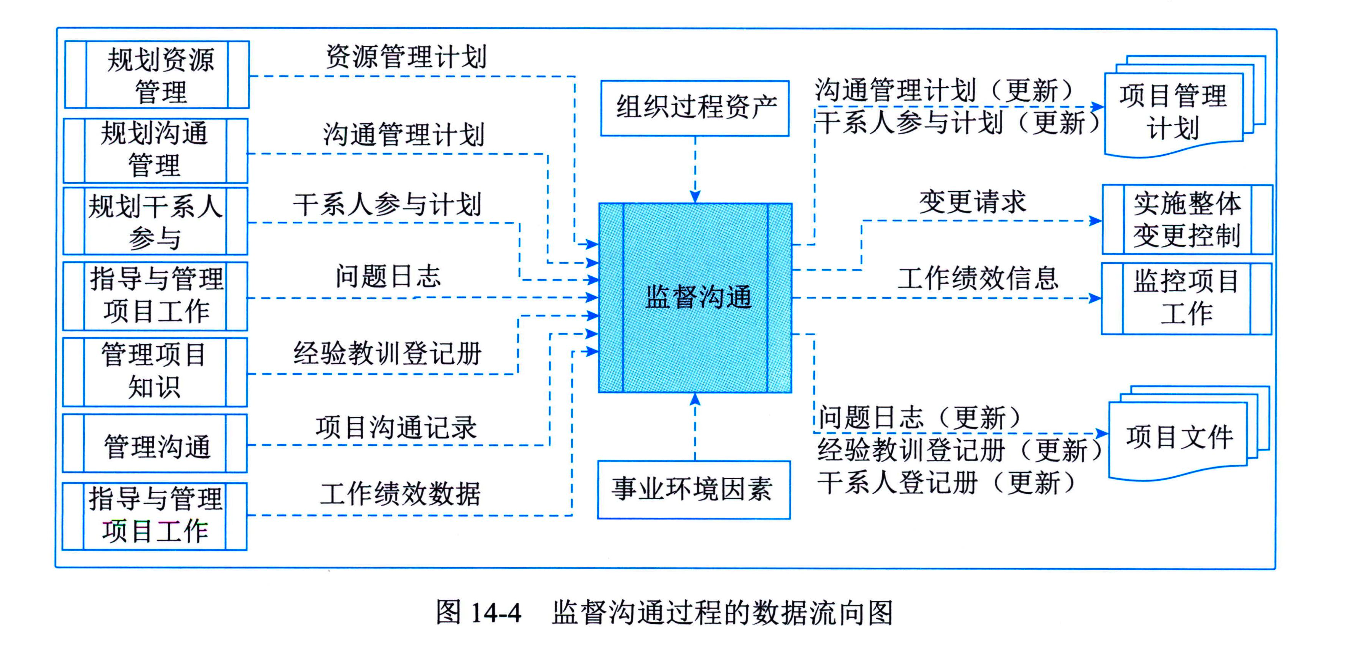 规划资源
管理
资源管理计划
规划沟通
管理
沟通管理计划
规划干系人
参与
干系人参与计划
指导与管理
项目工作
问题日志
管理项目
知识
经验教训登记册
管理沟通
项目沟通记录
指导与管理
项目工作
工作绩效数据
组织过程资产
监督沟通
事业环境因素
沟通管理计划（更新）
干系人参与计划（更新）
项目管理
计划
变更请求
实施整体
变更控制
工作绩效信息
监控项目
工作
问题日志（更新）
经验教训登记册（更新）
干系人登记册（更新）
项目文件
图 14-4 监督沟通过程的数据流向图